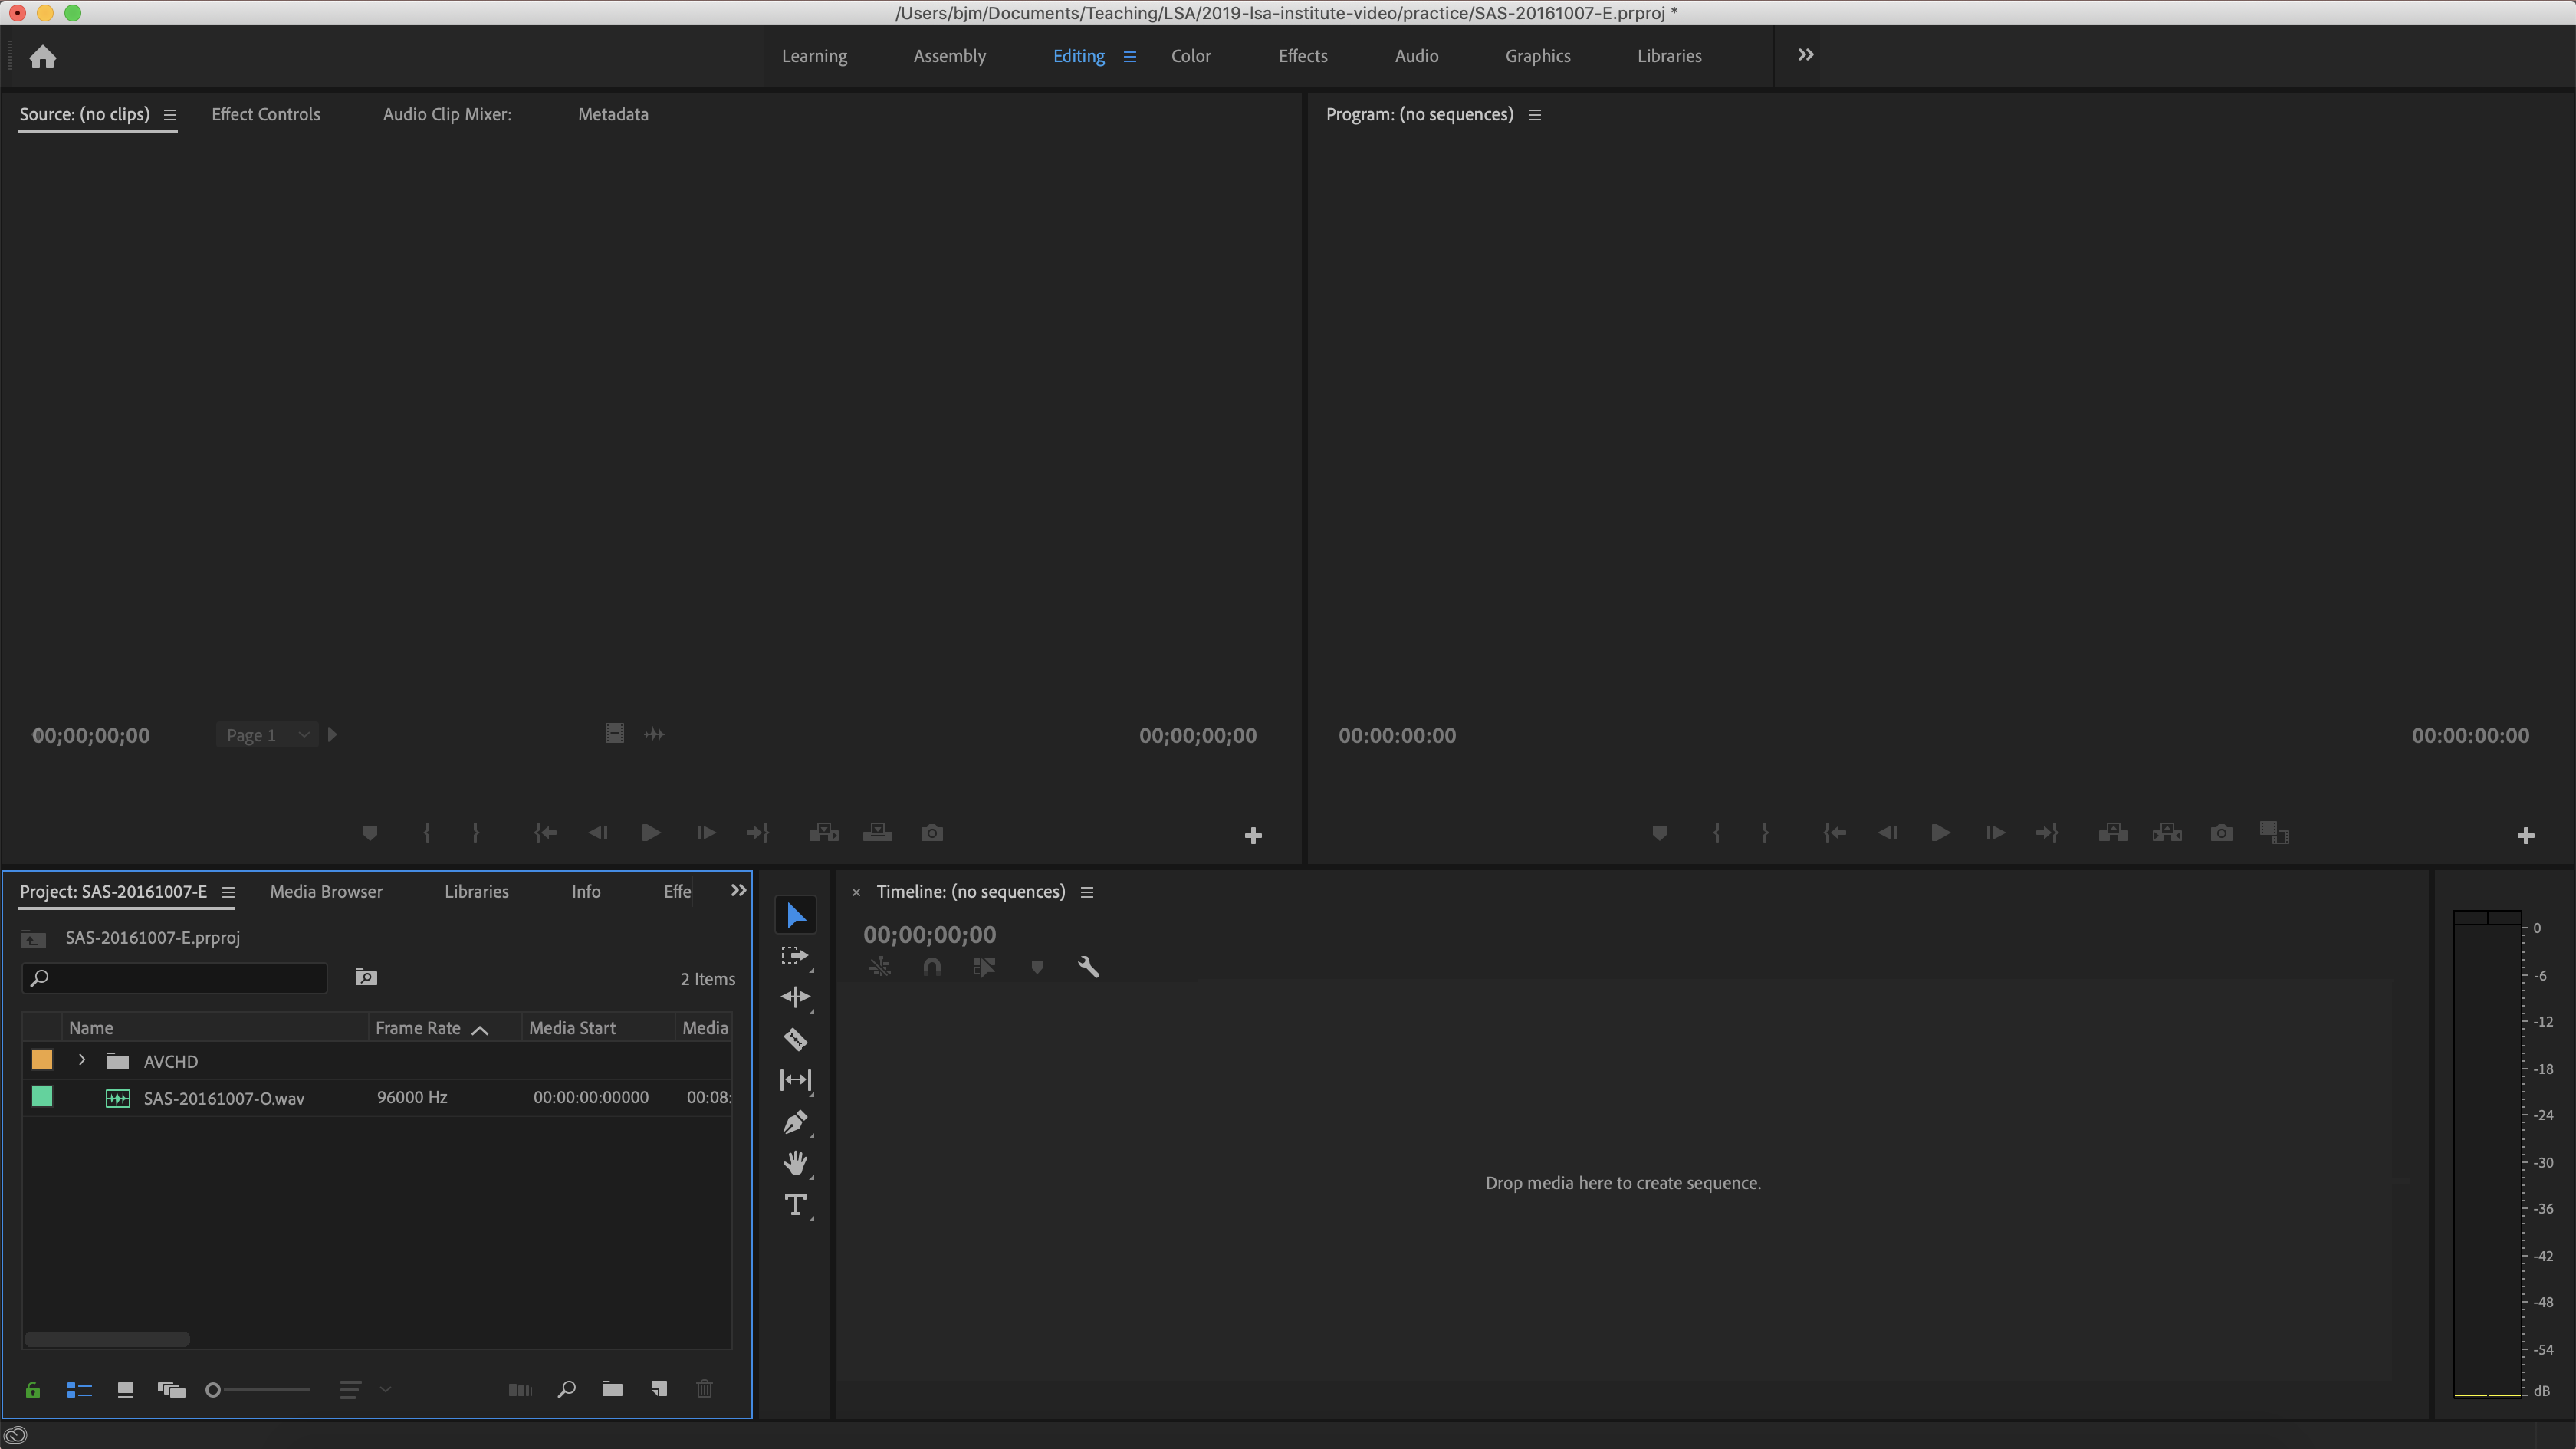 /Users/bjm/Documents/Teaching/LSA/2019-lsa-institute-video/practice/SAS-20161007-E.prproj *
Learning Assembly Editing Color Effects Audio Graphics Libraries
Source: (no clips) Effect Controls Audio Clip Mixer: Metadata
Program: (no sequences)
00;00;00;00 Page 1 00;00;00;00
00:00:00:00 00:00:00:00
Project: SAS-20161007-E Media Browser Libraries Info Effe
SAS-20161007-E.prproj
2 Items
Name Frame Rate Media Start Media
AVCHD
SAS-20161007-O.wav 96000 Hz 00:00:00:00000 00:08:
Timeline: (no sequences)
00;00;00;00
Drop media here to create sequence.
0
-6
-12
-18
-24
-30
-36
-42
-48
-54
dB